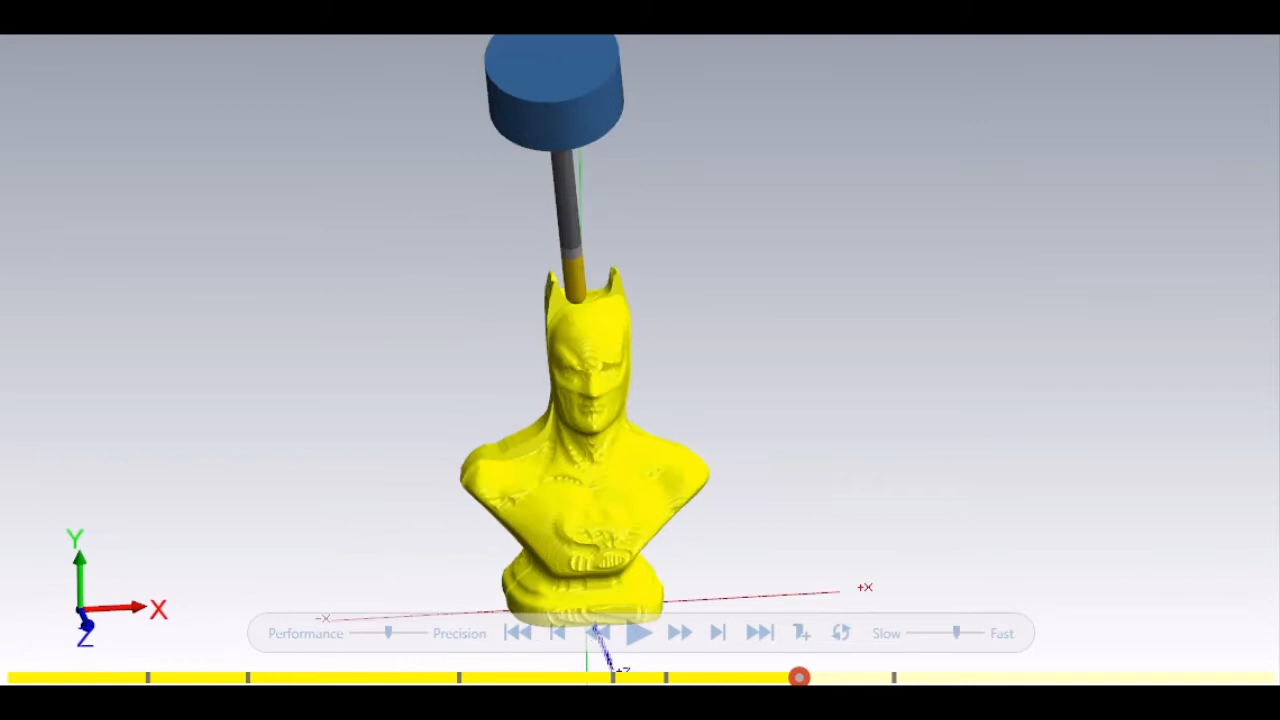 +X
Y
X
-X
Z
Performance
Precision
Slow
Fast
+Z